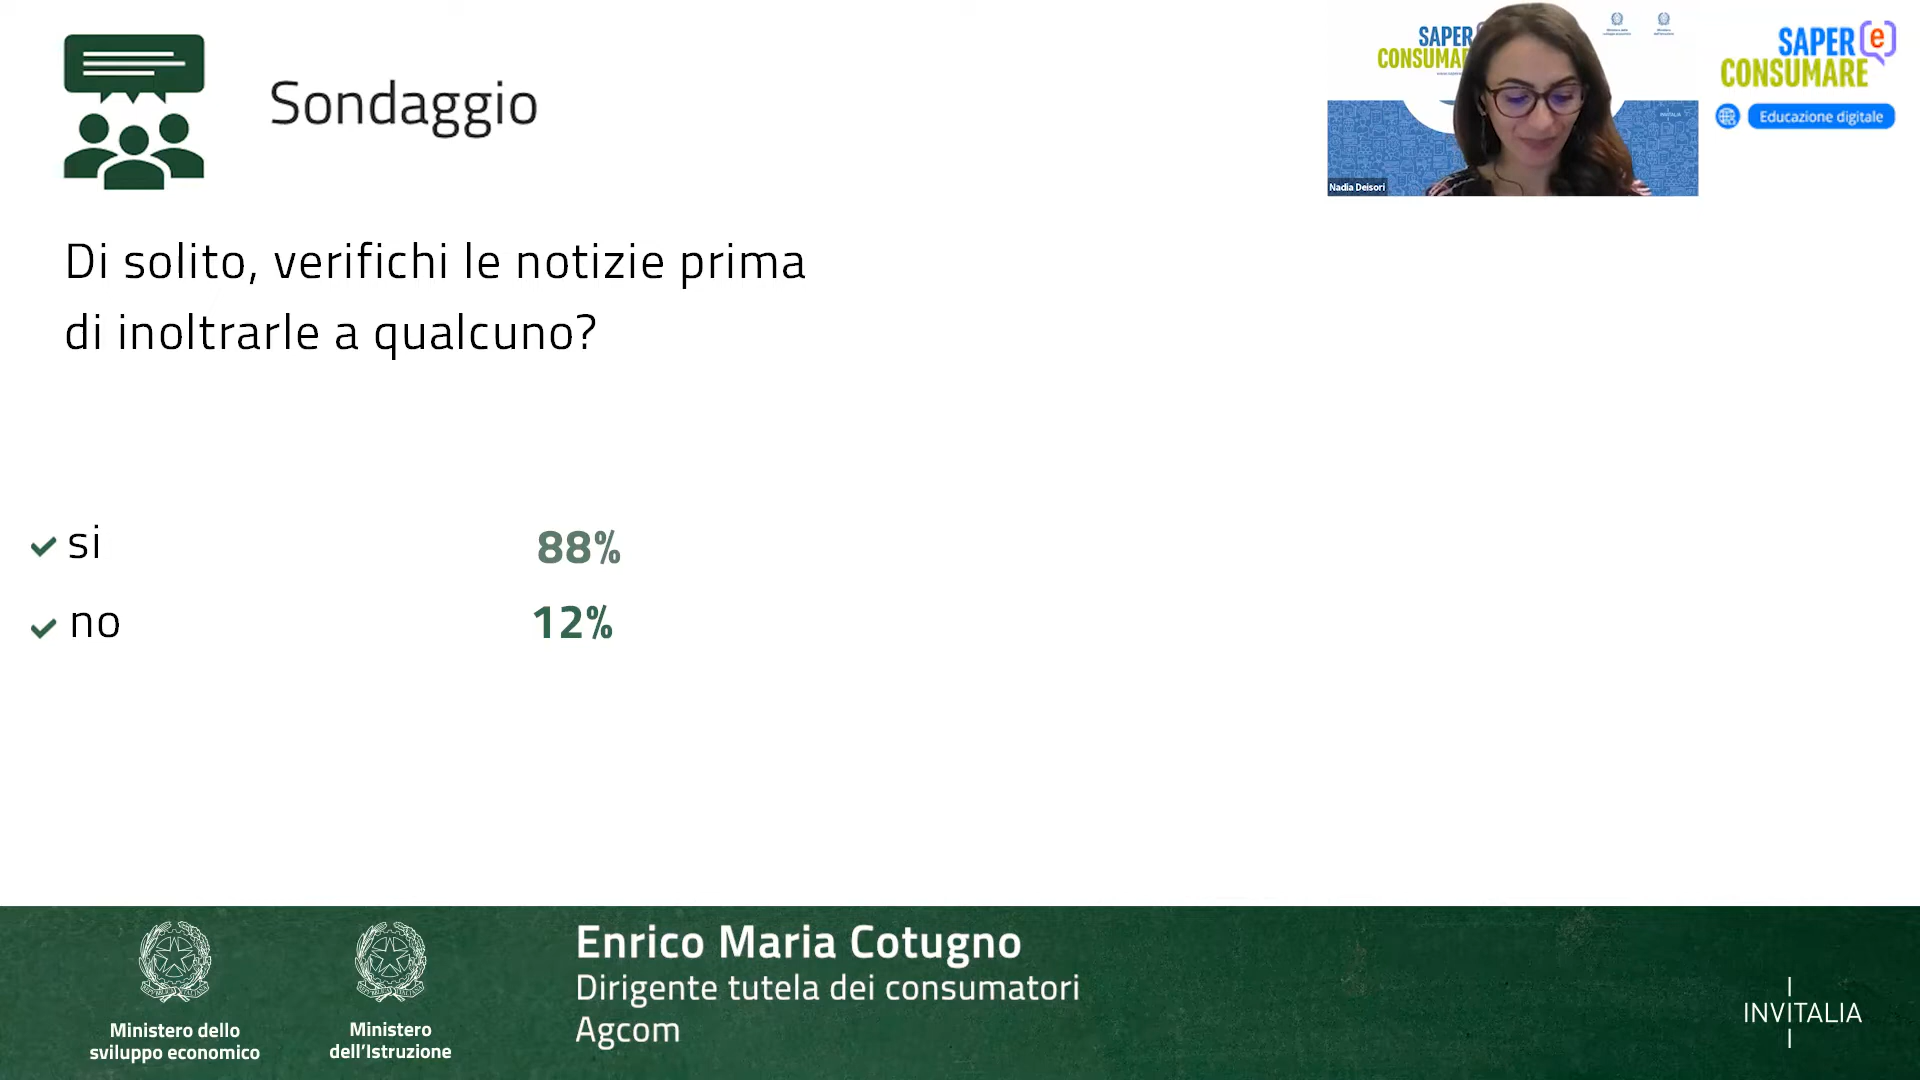 Sondaggio
SAPER
CONSUMA
Nadia Deisori
SAPER e
CONSUMARE
Educazione digitale
Di solito, verifichi le notizie prima
di inoltrarle a qualcuno?
si 88%
no 12%
Ministero dello
sviluppo economico
Ministero
dell'Istruzione
Enrico Maria Cotugno
Dirigente tutela dei consumatori
Agcom
INVITALIA